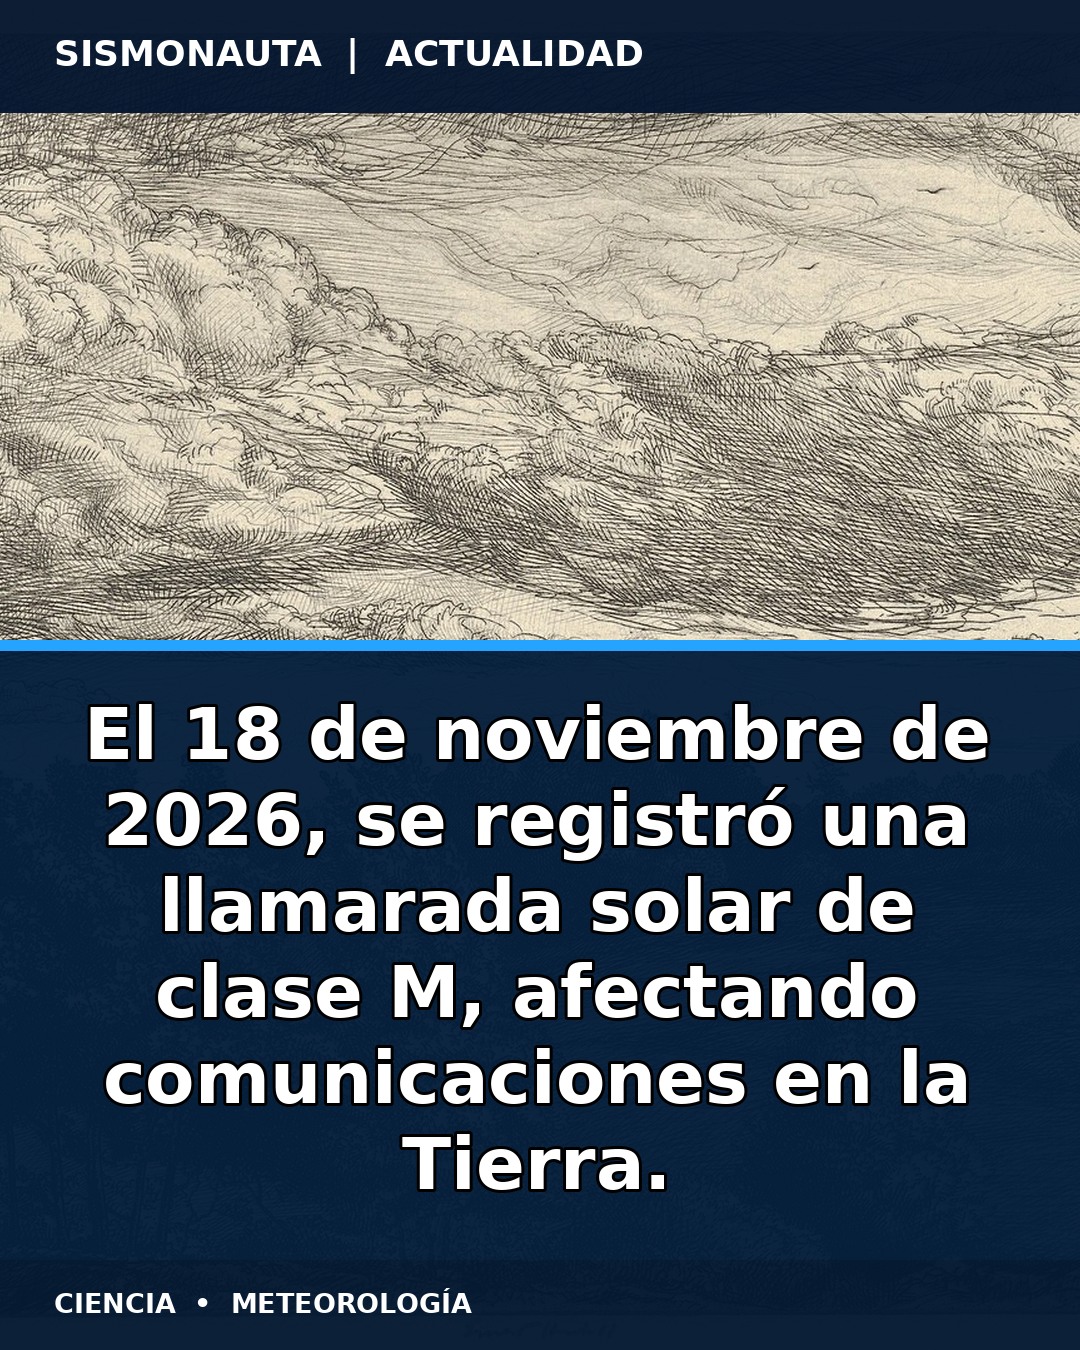 SISMONAUTA | ACTUALIDAD
El 18 de noviembre de
2026, se registró una
llamarada solar de
clase M, afectando
comunicaciones en la
Tierra.
CIENCIA • METEOROLOGÍA